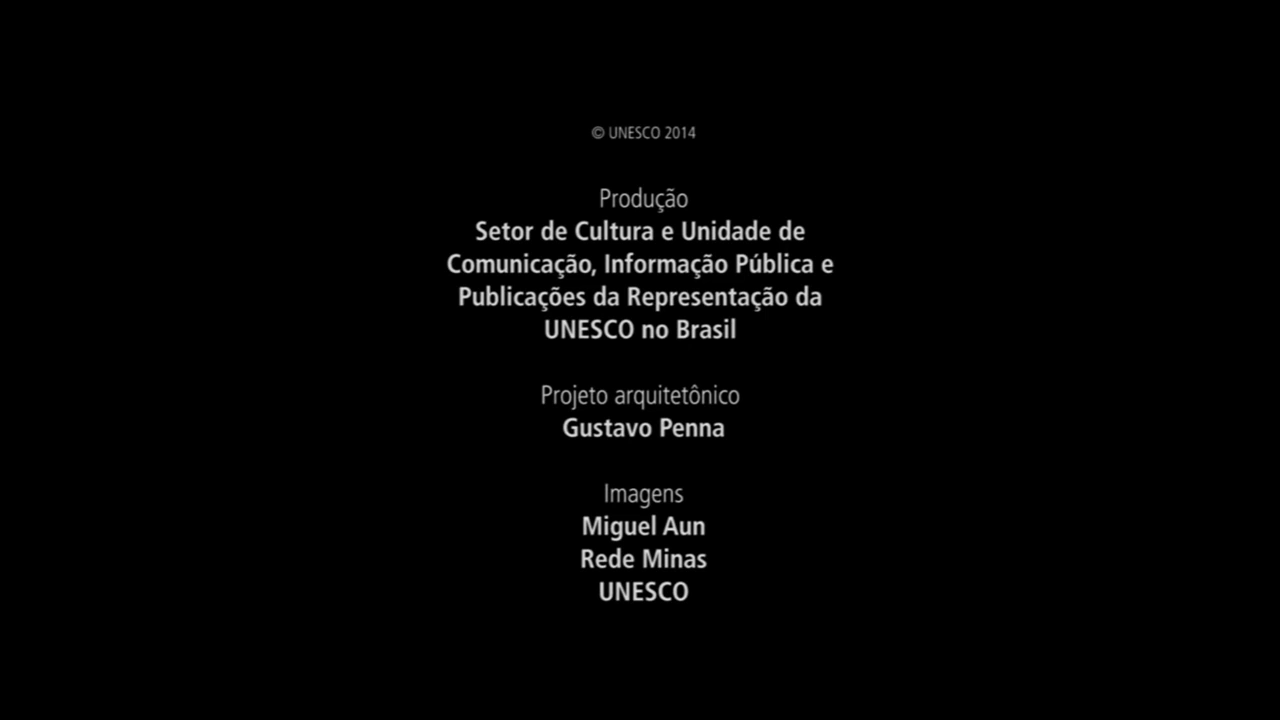 © UNESCO 2014
Produção
Setor de Cultura e Unidade de
Comunicação, Informação Pública e
Publicações da Representação da
UNESCO no Brasil
Projeto arquitetônico
Gustavo Penna
Imagens
Miguel Aun
Rede Minas
UNESCO